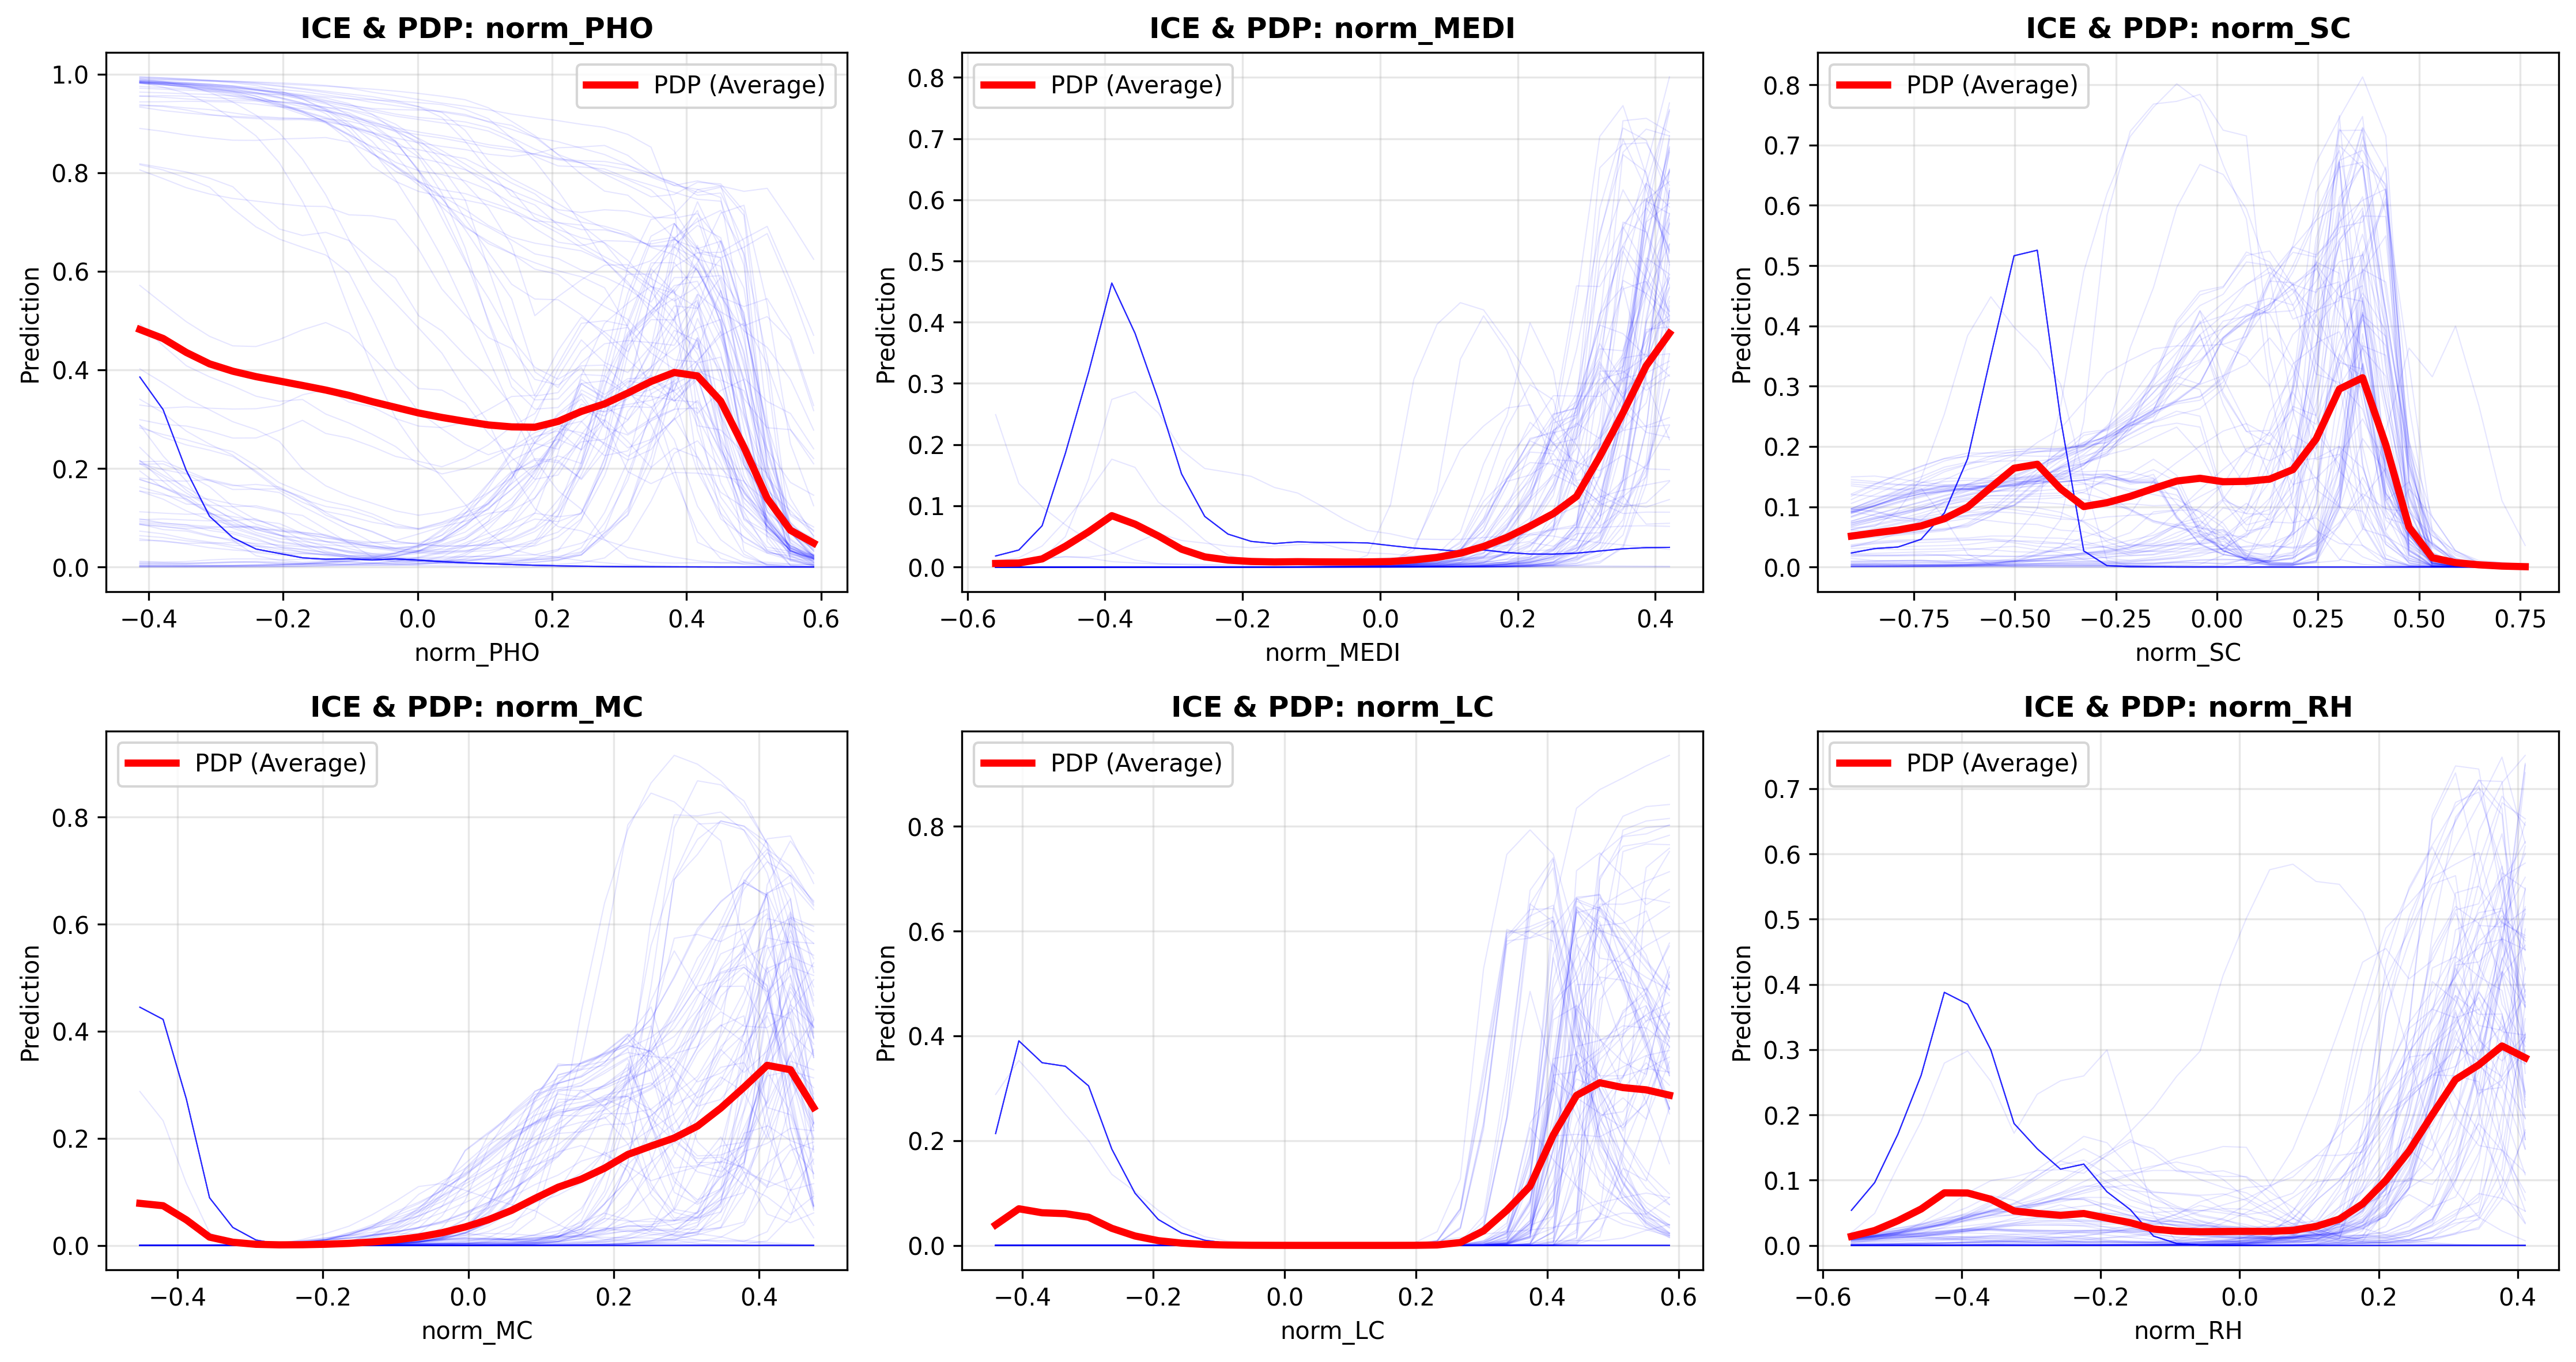 ICE & PDP: norm_PHO
PDP (Average)
Prediction
1.0
0.8
0.6
0.4
0.2
0.0
−0.4 −0.2 0.0 0.2 0.4 0.6
norm_PHO
ICE & PDP: norm_MEDI
PDP (Average)
Prediction
0.8
0.7
0.6
0.5
0.4
0.3
0.2
0.1
0.0
−0.6 −0.4 −0.2 0.0 0.2 0.4
norm_MEDI
ICE & PDP: norm_SC
PDP (Average)
Prediction
0.8
0.7
0.6
0.5
0.4
0.3
0.2
0.1
0.0
−0.75 −0.50 −0.25 0.00 0.25 0.50 0.75
norm_SC
ICE & PDP: norm_MC
PDP (Average)
Prediction
0.8
0.6
0.4
0.2
0.0
−0.4 −0.2 0.0 0.2 0.4
norm_MC
ICE & PDP: norm_LC
PDP (Average)
Prediction
0.8
0.6
0.4
0.2
0.0
−0.4 −0.2 0.0 0.2 0.4 0.6
norm_LC
ICE & PDP: norm_RH
PDP (Average)
Prediction
0.7
0.6
0.5
0.4
0.3
0.2
0.1
0.0
−0.6 −0.4 −0.2 0.0 0.2 0.4
norm_RH